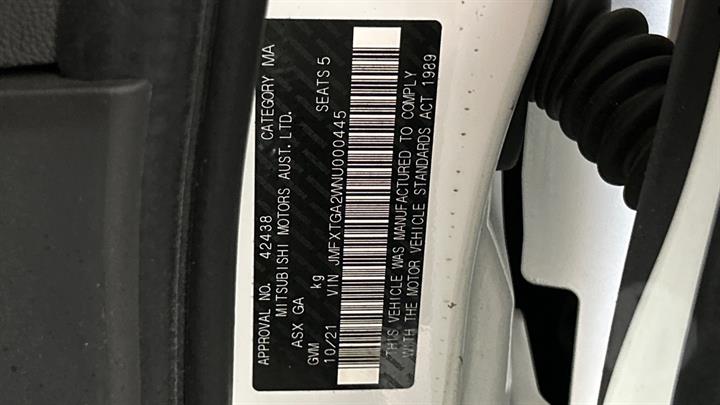 APPROVAL NO. 42438 CATEGORY MA
MITSUBISHI MOTORS AUST. LTD.
ASX GA
GVM kg SEATS 5
10/21 VIN JMFXTGA2WNU000445
THIS VEHICLE WAS MANUFACTURED TO COMPLY
WITH THE MOTOR VEHICLE STANDARDS ACT 1989